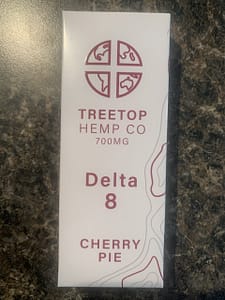 TREETOP
HEMP CO
700MG
Delta
8
CHERRY
PIE